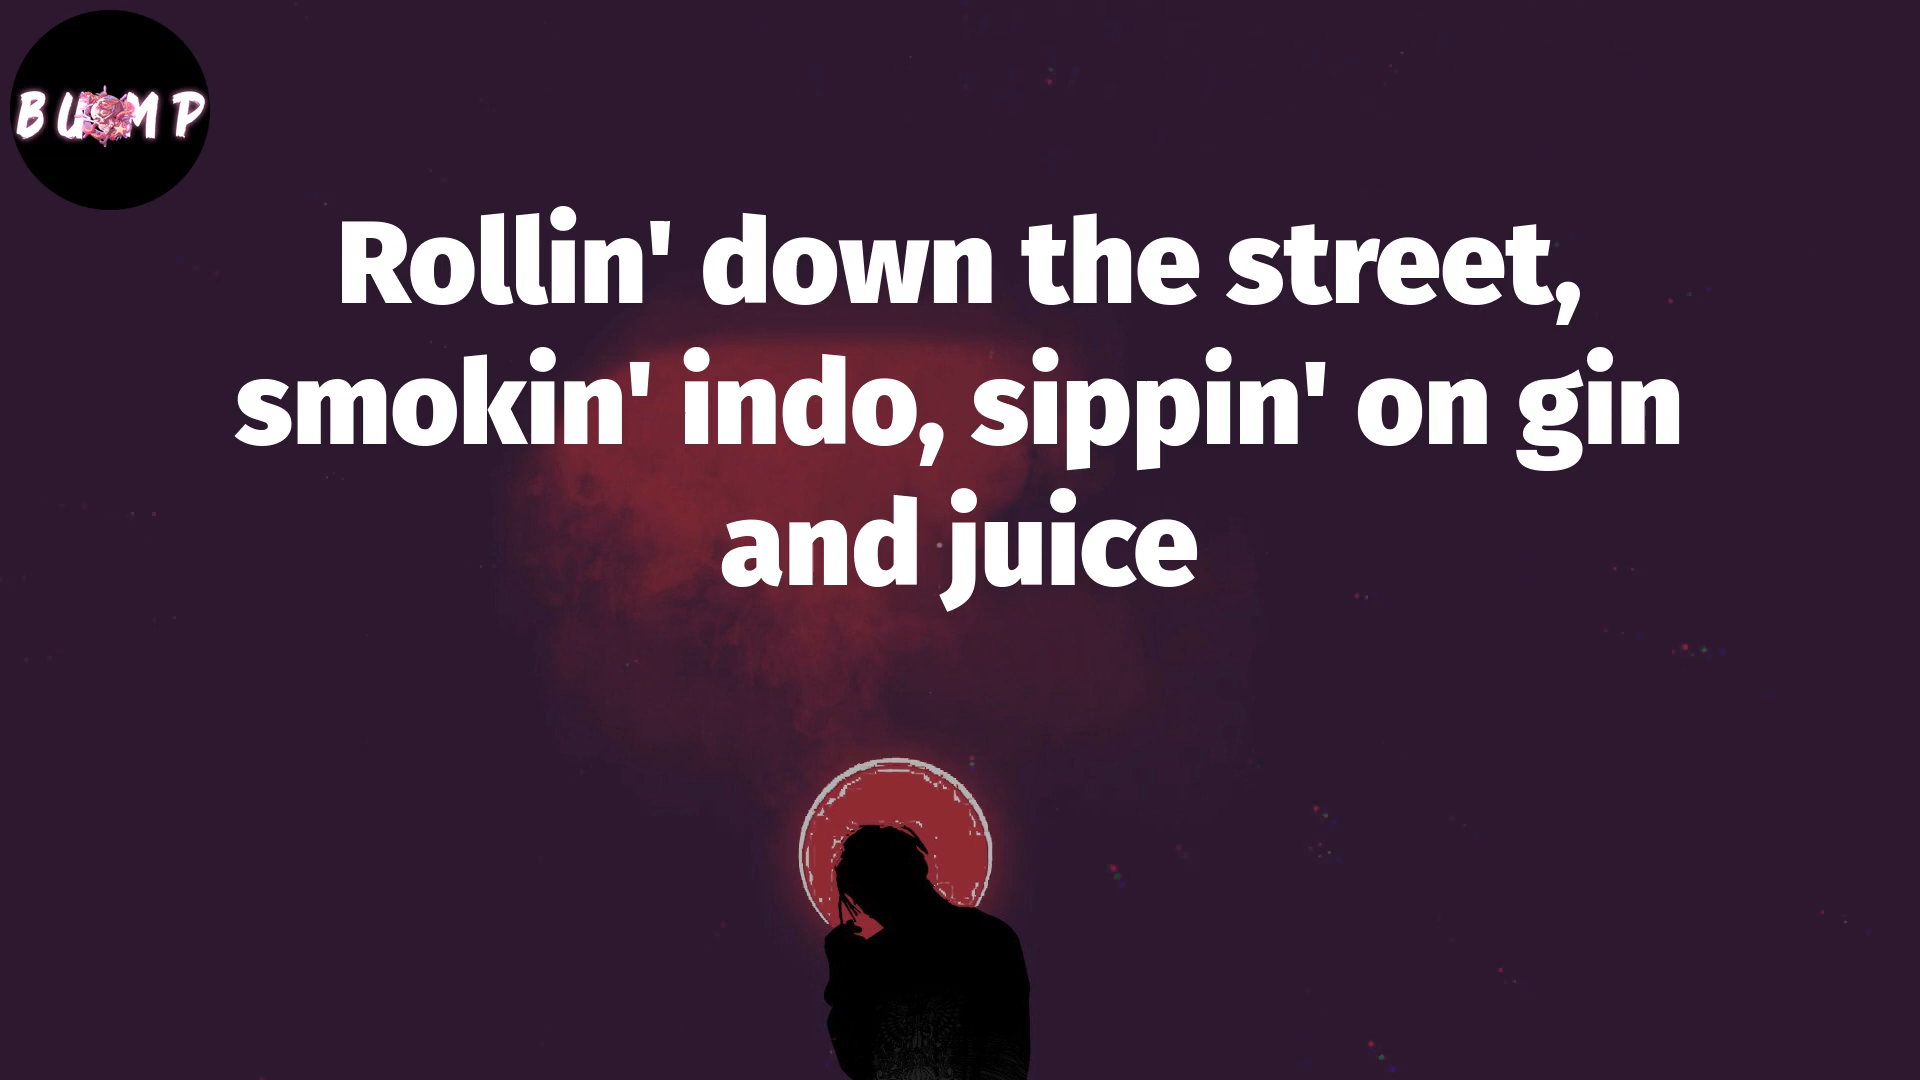 BUMP
Rollin' down the street,
smokin' indo, sippin' on gin
and juice